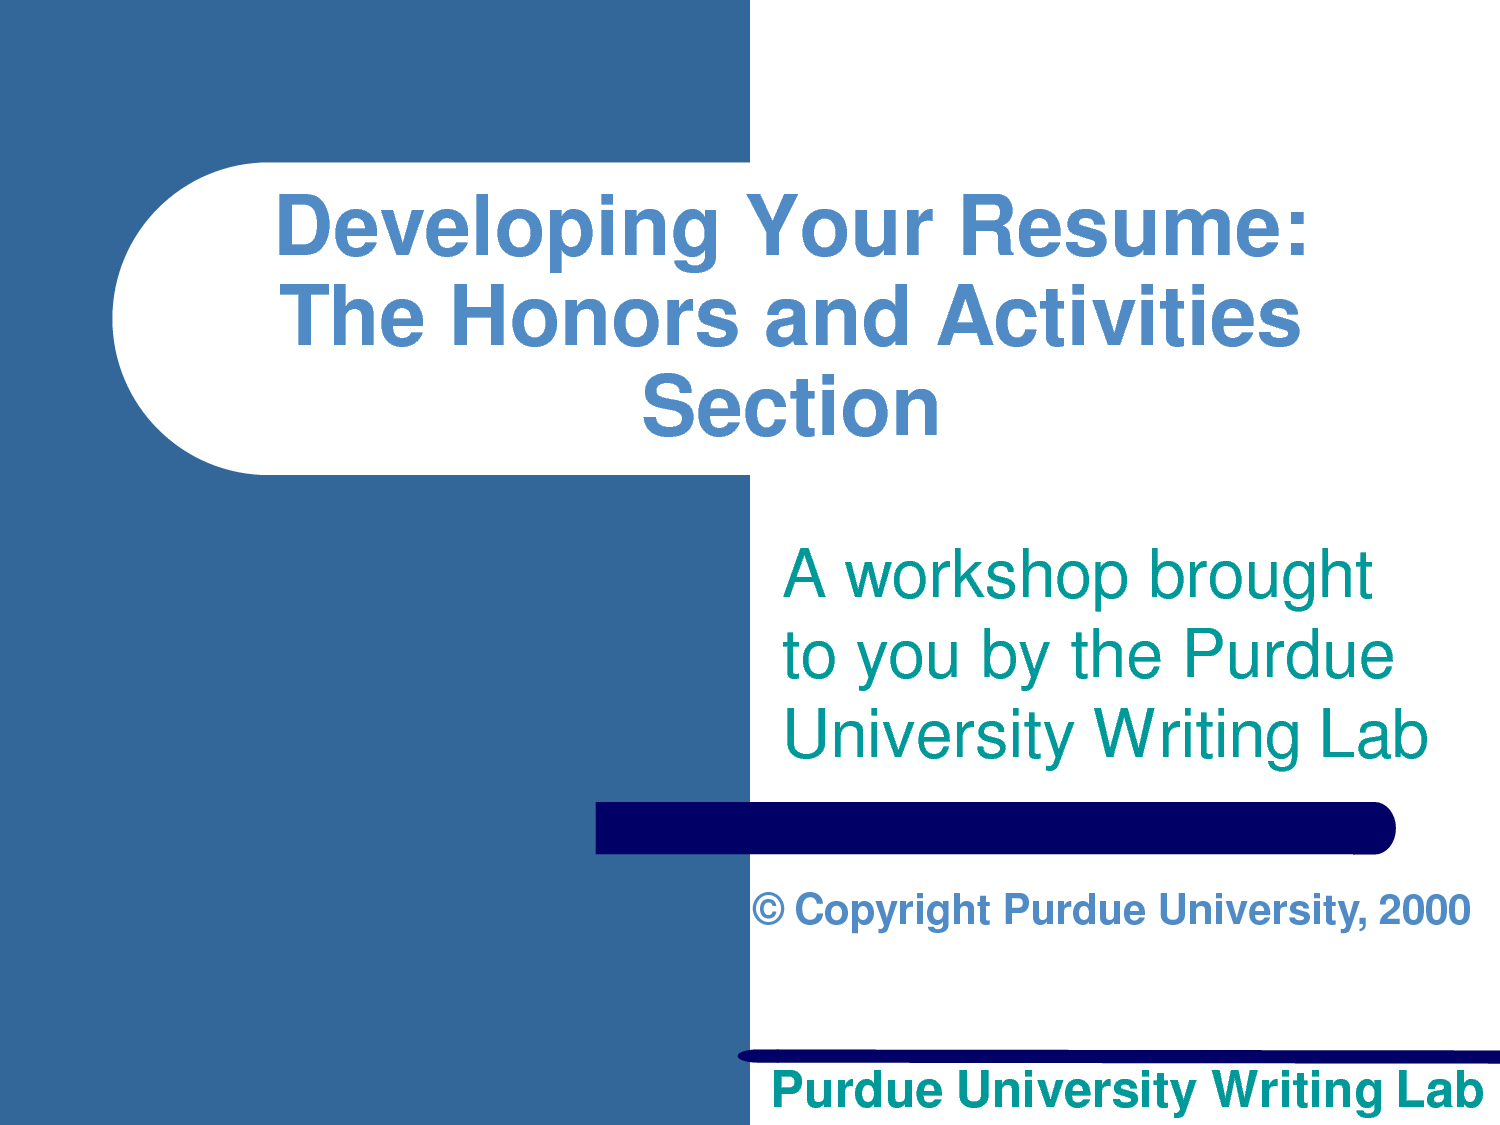 Developing Your Resume:
The Honors and Activities
Section
A workshop brought
to you by the Purdue
University Writing Lab
© Copyright Purdue University, 2000
Purdue University Writing Lab